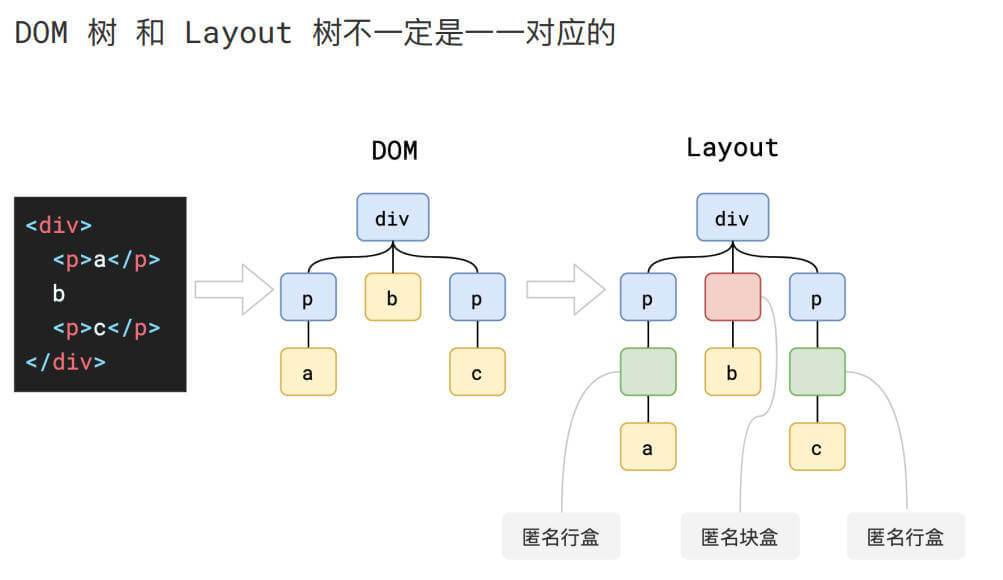 DOM 树 和 Layout 树不一定是一一对应的
DOM
Layout
<div>
<p>a</p>
b
<p>c</p>
</div>
div
p
b
p
a
c
div
p
p
b
a
c
匿名行盒
匿名块盒
匿名行盒